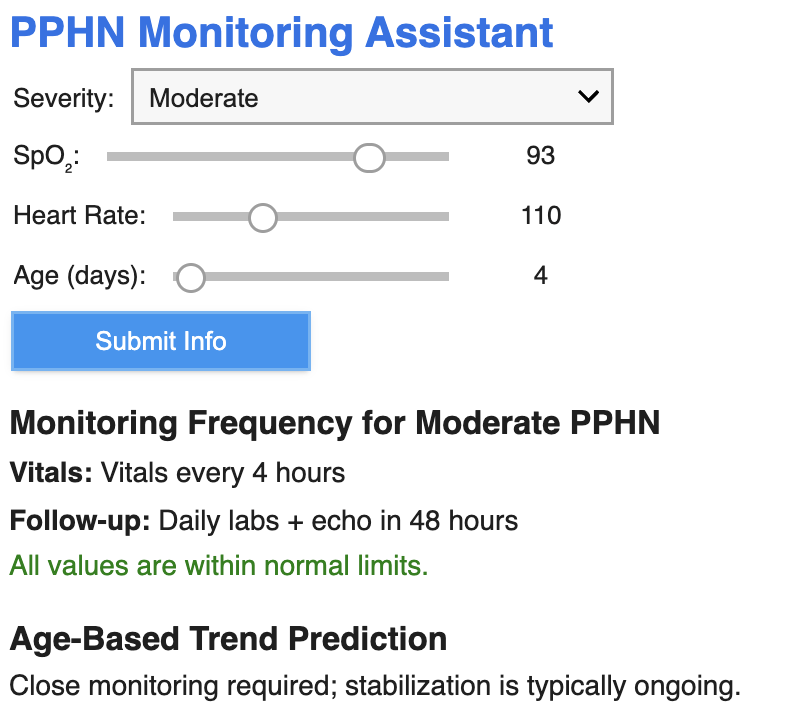 PPHN Monitoring Assistant
Severity: Moderate
SpO₂: 93
Heart Rate: 110
Age (days): 4
Submit Info
Monitoring Frequency for Moderate PPHN
Vitals: Vitals every 4 hours
Follow-up: Daily labs + echo in 48 hours
All values are within normal limits.
Age-Based Trend Prediction
Close monitoring required; stabilization is typically ongoing.